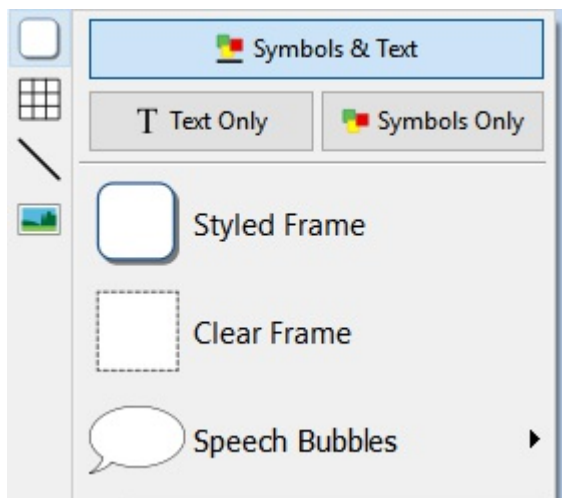 Symbols & Text
T Text Only
Symbols Only
Styled Frame
Clear Frame
Speech Bubbles